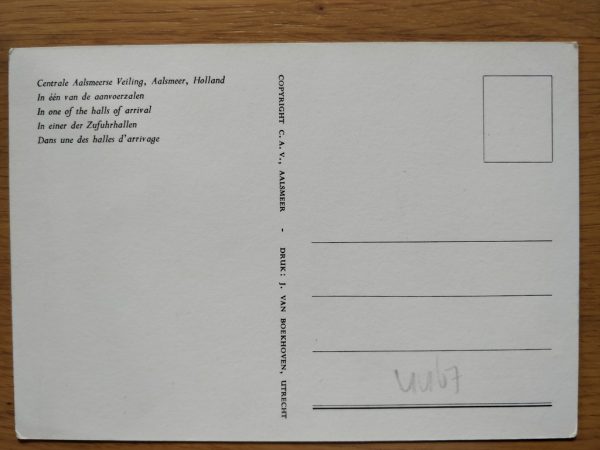 Centrale Aalsmeerse Veiling, Aalsmeer, Holland
In één van de aanvoerzalen
In one of the halls of arrival
In einer der Zufuhrhallen
Dans une des halles d'arrivage
COPYRIGHT C.A.V., AALSMEER - DRUK: J. VAN BOEKHOVEN, UTRECHT